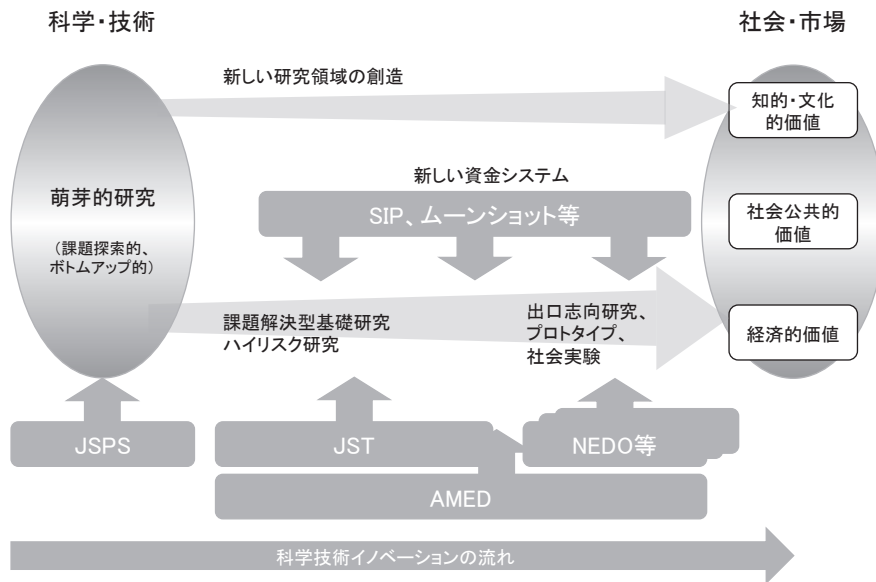 科学・技術
社会・市場
新しい研究領域の創造
知的・文化
的価値
新しい資金システム
SIP、ムーンショット等
萌芽的研究
(課題探索的、
ボトムアップ的)
社会公共的
価値
課題解決型基礎研究
ハイリスク研究
出口志向研究、
プロトタイプ、
社会実験
経済的価値
JSPS
JST
NEDO等
AMED
科学技術イノベーションの流れ